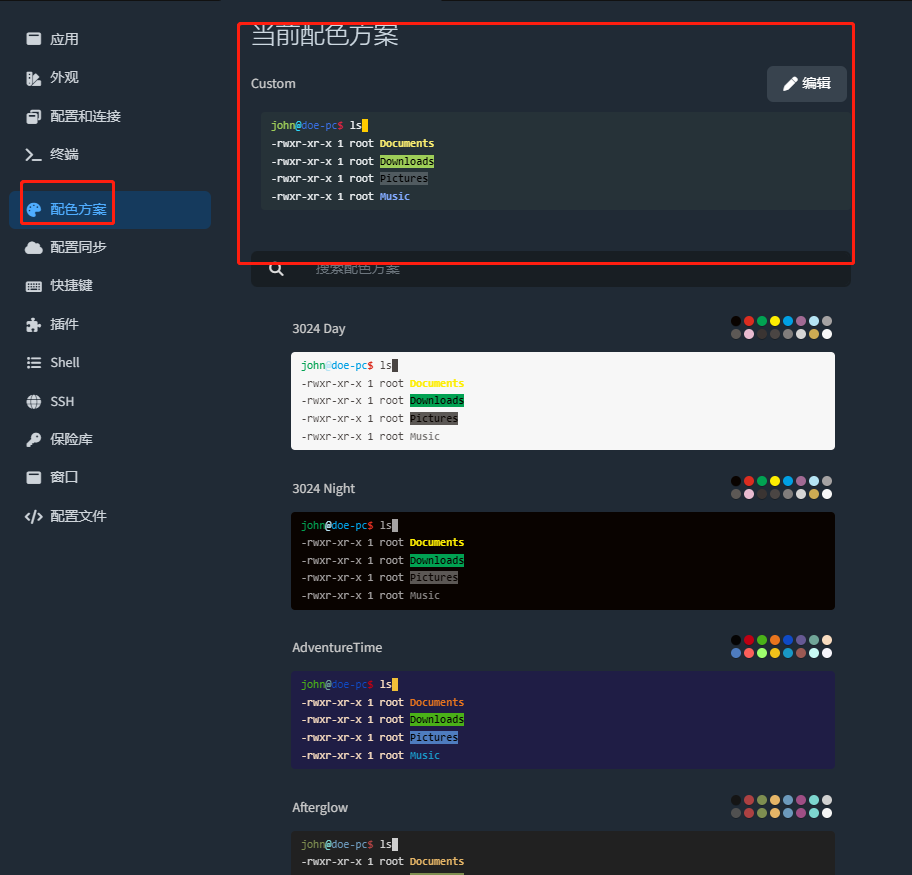 应用
外观
配置和连接
终端
配色方案
配置同步
快捷键
插件
Shell
SSH
保险库
窗口
配置文件
当前配色方案
Custom
编辑
john@doe-pc$ ls
-rwxr-xr-x 1 root Documents
-rwxr-xr-x 1 root Downloads
-rwxr-xr-x 1 root Pictures
-rwxr-xr-x 1 root Music
搜索配色方案
3024 Day
john@doe-pc$ ls
-rwxr-xr-x 1 root Documents
-rwxr-xr-x 1 root Downloads
-rwxr-xr-x 1 root Pictures
-rwxr-xr-x 1 root Music
3024 Night
john@doe-pc$ ls
-rwxr-xr-x 1 root Documents
-rwxr-xr-x 1 root Downloads
-rwxr-xr-x 1 root Pictures
-rwxr-xr-x 1 root Music
AdventureTime
john@doe-pc$ ls
-rwxr-xr-x 1 root Documents
-rwxr-xr-x 1 root Downloads
-rwxr-xr-x 1 root Pictures
-rwxr-xr-x 1 root Music
Afterglow
john@doe-pc$ ls
-rwxr-xr-x 1 root Documents